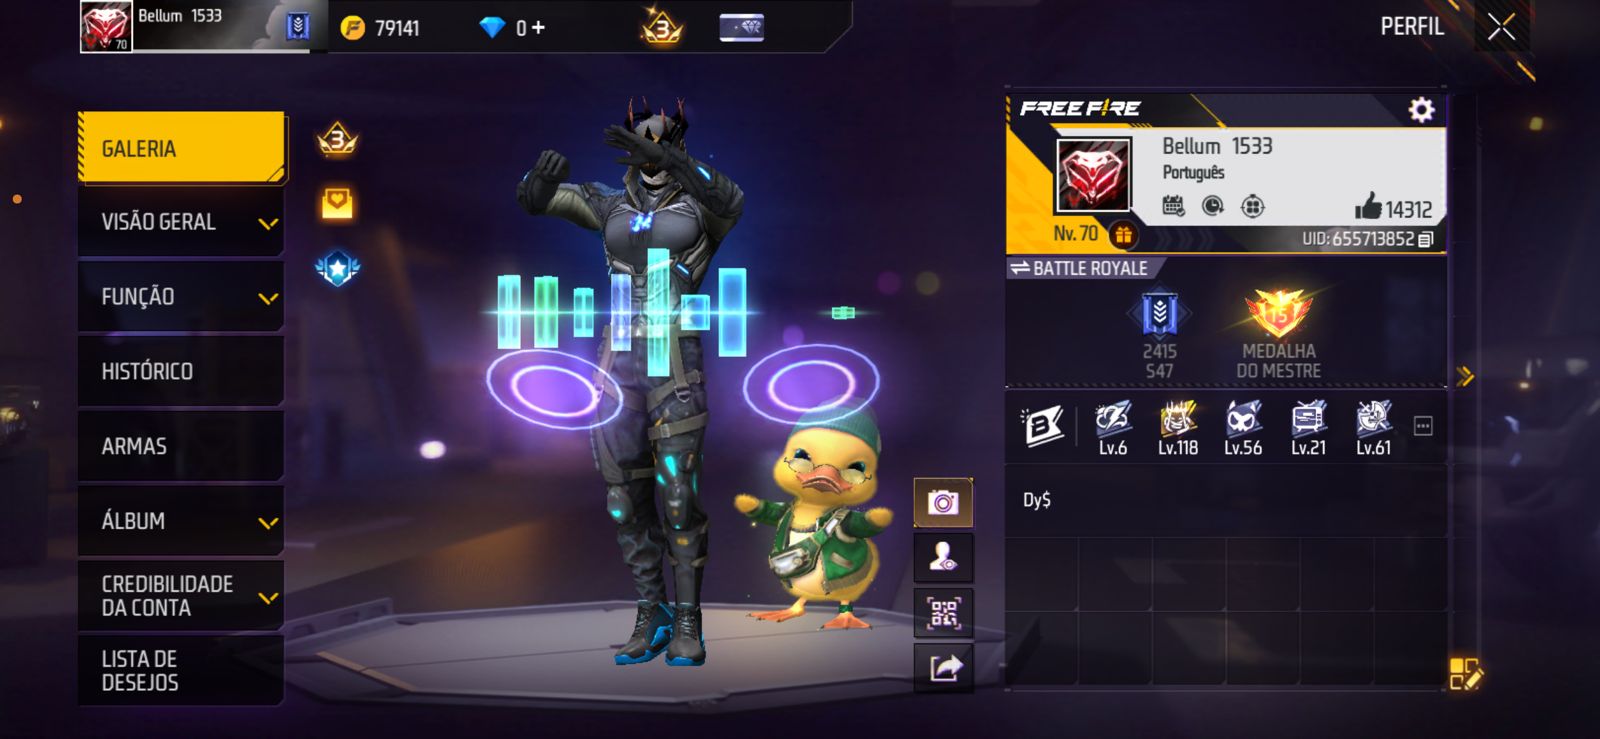 Bellum 1533
70
79141
0 +
3
PERFIL
GALERIA
VISÃO GERAL
FUNÇÃO
HISTÓRICO
ARMAS
ÁLBUM
CREDIBILIDADE
DA CONTA
LISTA DE
DESEJOS
3
FREE FIRE
Bellum 1533
Português
14312
Nv. 70
UID:655713852
BATTLE ROYALE
15
2415
S47
MEDALHA
DO MESTRE
B
Lv.6
Lv.118
Lv.56
Lv.21
Lv.61
Dy$